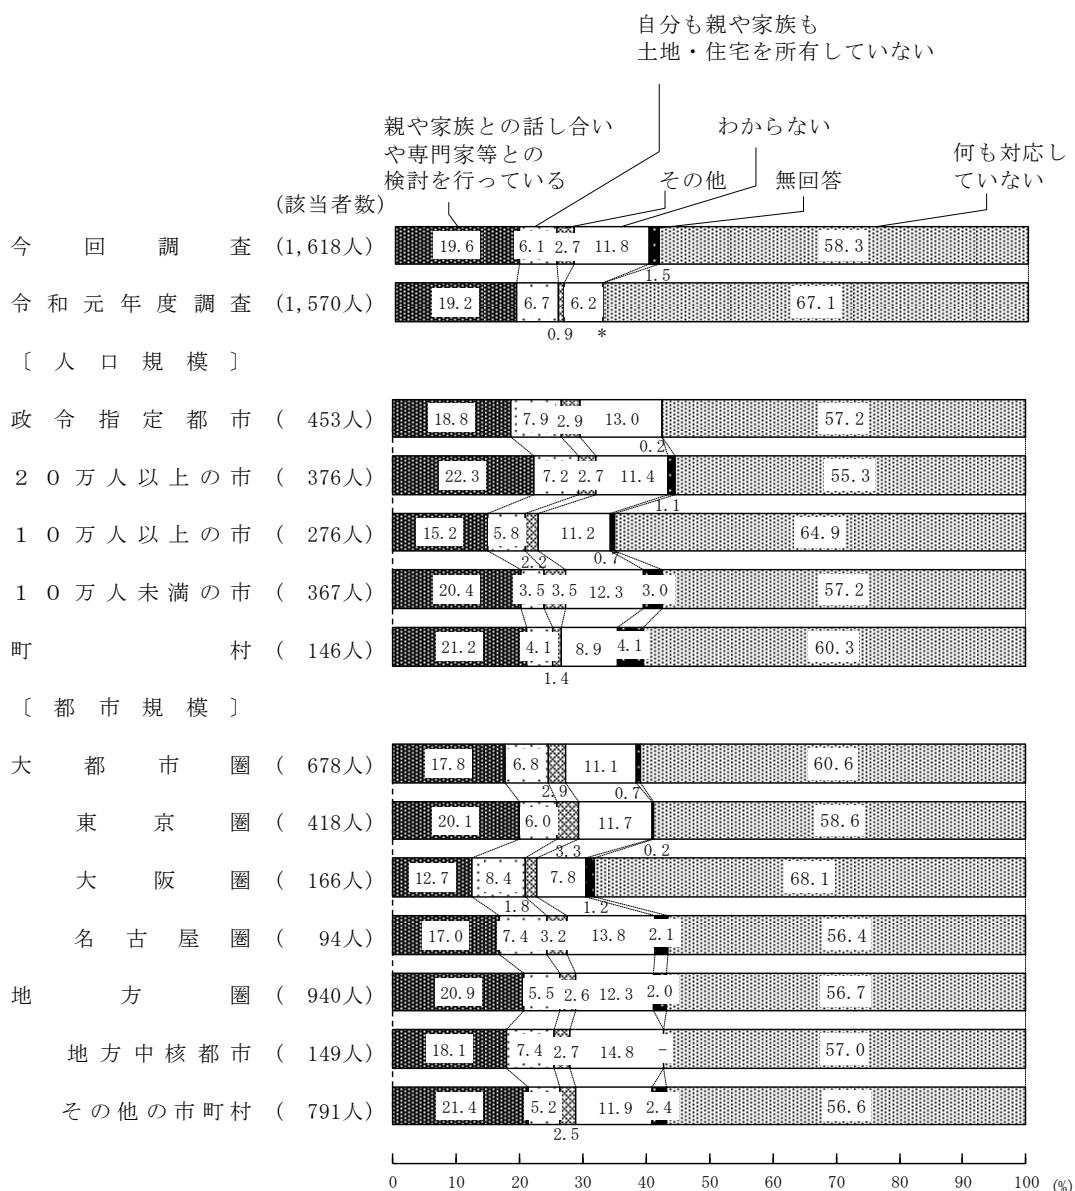 自分も親や家族も
土地・住宅を所有していない
親や家族との話し合い
や専門家等との
検討を行っている
その他
わからない
無回答
何も対応し
ていない
(該当者数)
今回調査 (1,618人) 19.6 6.1 2.7 11.8 58.3
1.5
令和元年度調査 (1,570人) 19.2 6.7 6.2 67.1
0.9 *
〔人口規模〕
政令指定都市 ( 453人) 18.8 7.9 2.9 13.0 57.2
0.2
20万人以上の市 ( 376人) 22.3 7.2 2.7 11.4 55.3
1.1
10万人以上の市 ( 276人) 15.2 5.8 11.2 64.9
2.2 0.7
10万人未満の市 ( 367人) 20.4 3.5 3.5 12.3 3.0 57.2
町村 ( 146人) 21.2 4.1 8.9 4.1 60.3
1.4
〔都市規模〕
大都市圏 ( 678人) 17.8 6.8 11.1 60.6
2.9 0.7
東京圏 ( 418人) 20.1 6.0 11.7 58.6
3.3 0.2
大阪圏 ( 166人) 12.7 8.4 7.8 68.1
1.8 1.2
名古屋圏 ( 94人) 17.0 7.4 3.2 13.8 2.1 56.4
地方圏 ( 940人) 20.9 5.5 2.6 12.3 2.0 56.7
地方中核都市 ( 149人) 18.1 7.4 2.7 14.8 - 57.0
その他の市町村 ( 791人) 21.4 5.2 11.9 2.4 56.6
2.5
0 10 20 30 40 50 60 70 80 90 100 (%)